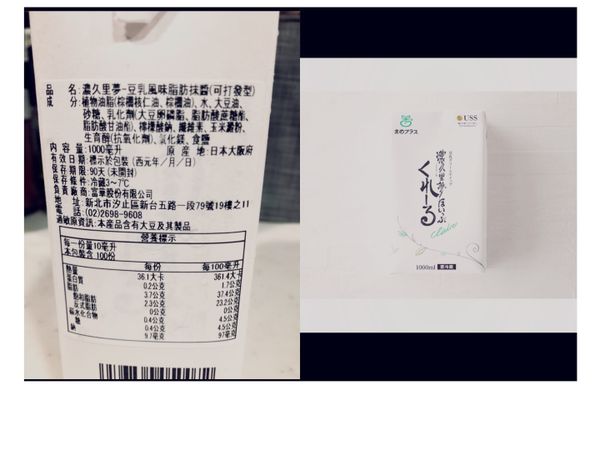 品　名:濃久里夢-豆乳風味脂肪抹醬(可打發型)
成　分:植物油脂(棕櫚核仁油、棕櫚油)、水、大豆油、
砂糖、乳化劑(大豆卵磷脂、脂肪酸蔗糖酯、
脂肪酸甘油酯)、檸檬酸鈉、纖維素、玉米澱粉、
生育醇(抗氧化劑)、氯化鎂、食鹽
內 容 量:1000毫升　原 產 地:日本大阪府
有效日期:標示於包裝 (西元年/月/日)
保存期限:90天 (未開封)
保存條件:冷藏3~7℃
負責廠商:富華股份有限公司
地　址:新北市汐止區新台五路一段79號19樓之11
電　話:(02)2698-9608
過敏原資訊:本產品含有大豆及其製品
營養標示
每一份量10毫升
本包裝含 100份
每份　每100毫升
熱量　36.1大卡　361.4大卡
蛋白質　0.2公克　1.7公克
脂肪　3.7公克　37.4公克
飽和脂肪　2.3公克　23.2公克
反式脂肪　0公克　0公克
碳水化合物　0.4公克　4.5公克
糖　0.4公克　4.5公克
鈉　9.7毫克　97毫克
まめプラス
USS
濃久里夢ほいっぷ
くれーる
Claire
1000ml 要冷蔵